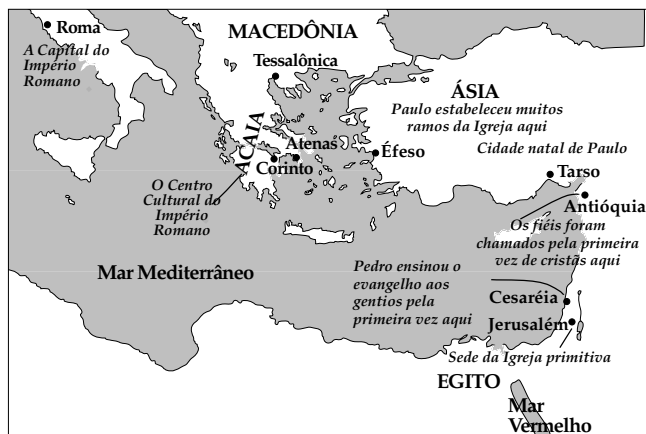 Roma
A Capital do
Império
Romano
MACEDÔNIA
Tessalônica
ÁSIA
Paulo estabeleceu muitos
ramos da Igreja aqui
ACAIA
Atenas
Corinto
Éfeso
Cidade natal de Paulo
Tarso
O Centro
Cultural do
Império
Romano
Antióquia
Os fiéis foram
chamados pela primeira
vez de cristãs aqui
Mar Mediterrâneo
Pedro ensinou o
evangelho aos
gentios pela
primeira vez aqui
Cesaréia
Jerusalém
Sede da Igreja primitiva
EGITO
Mar
Vermelho